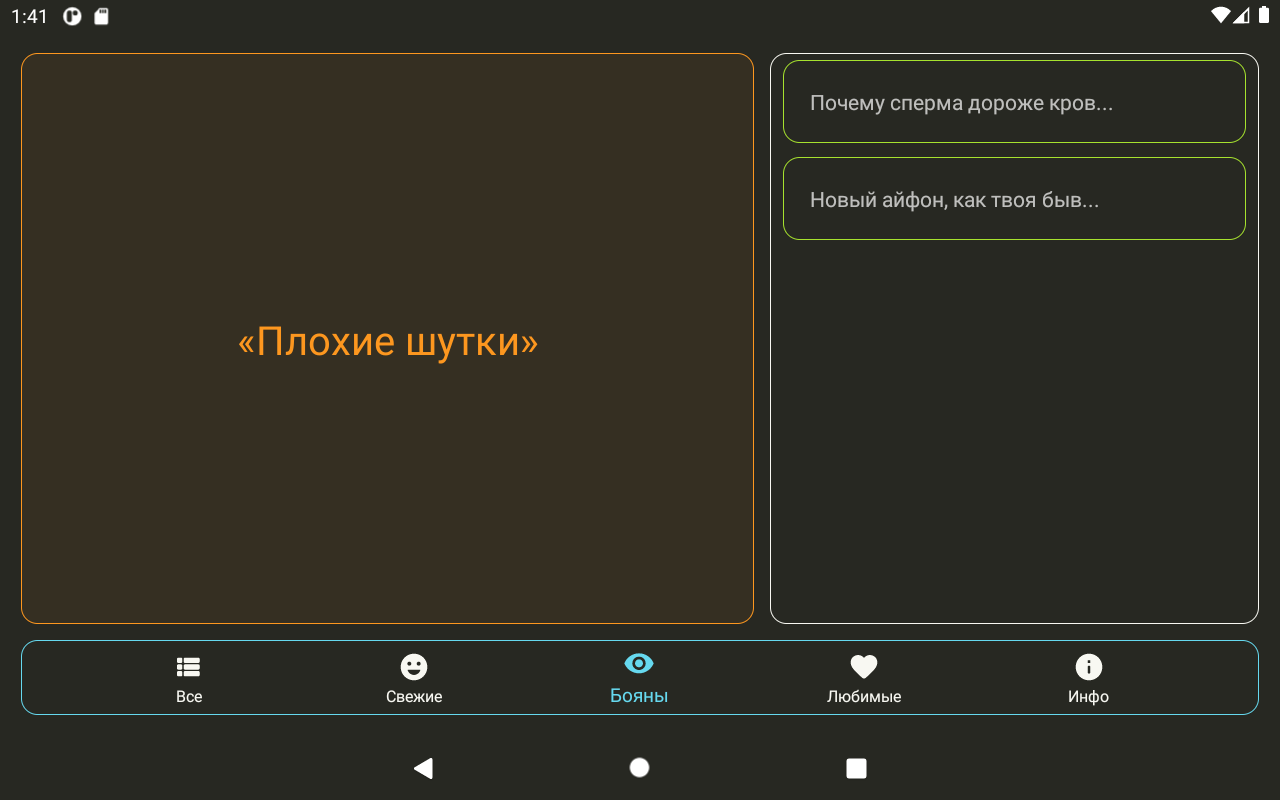 1:41
«Плохие шутки»
Почему сперма дороже кров...
Новый айфон, как твоя быв...
Все
Свежие
Бояны
Любимые
Инфо